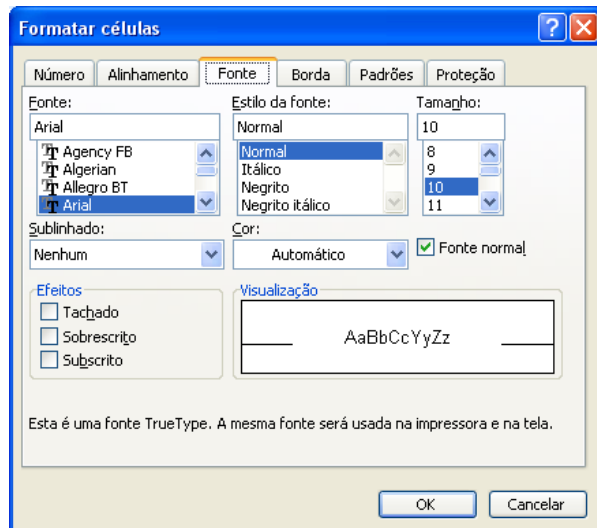 Formatar células
Número Alinhamento Fonte Borda Padrões Proteção
Fonte: Estilo da fonte: Tamanho:
Arial Normal 10
Agency FB Normal 8
Algerian Itálico 9
Allegro BT Negrito 10
Arial Negrito itálico 11
Sublinhado: Cor:
Nenhum Automático Fonte normal
Efeitos Visualização
Tachado
Sobrescrito AaBbCcYyZz
Subscrito
Esta é uma fonte TrueType. A mesma fonte será usada na impressora e na tela.
OK Cancelar